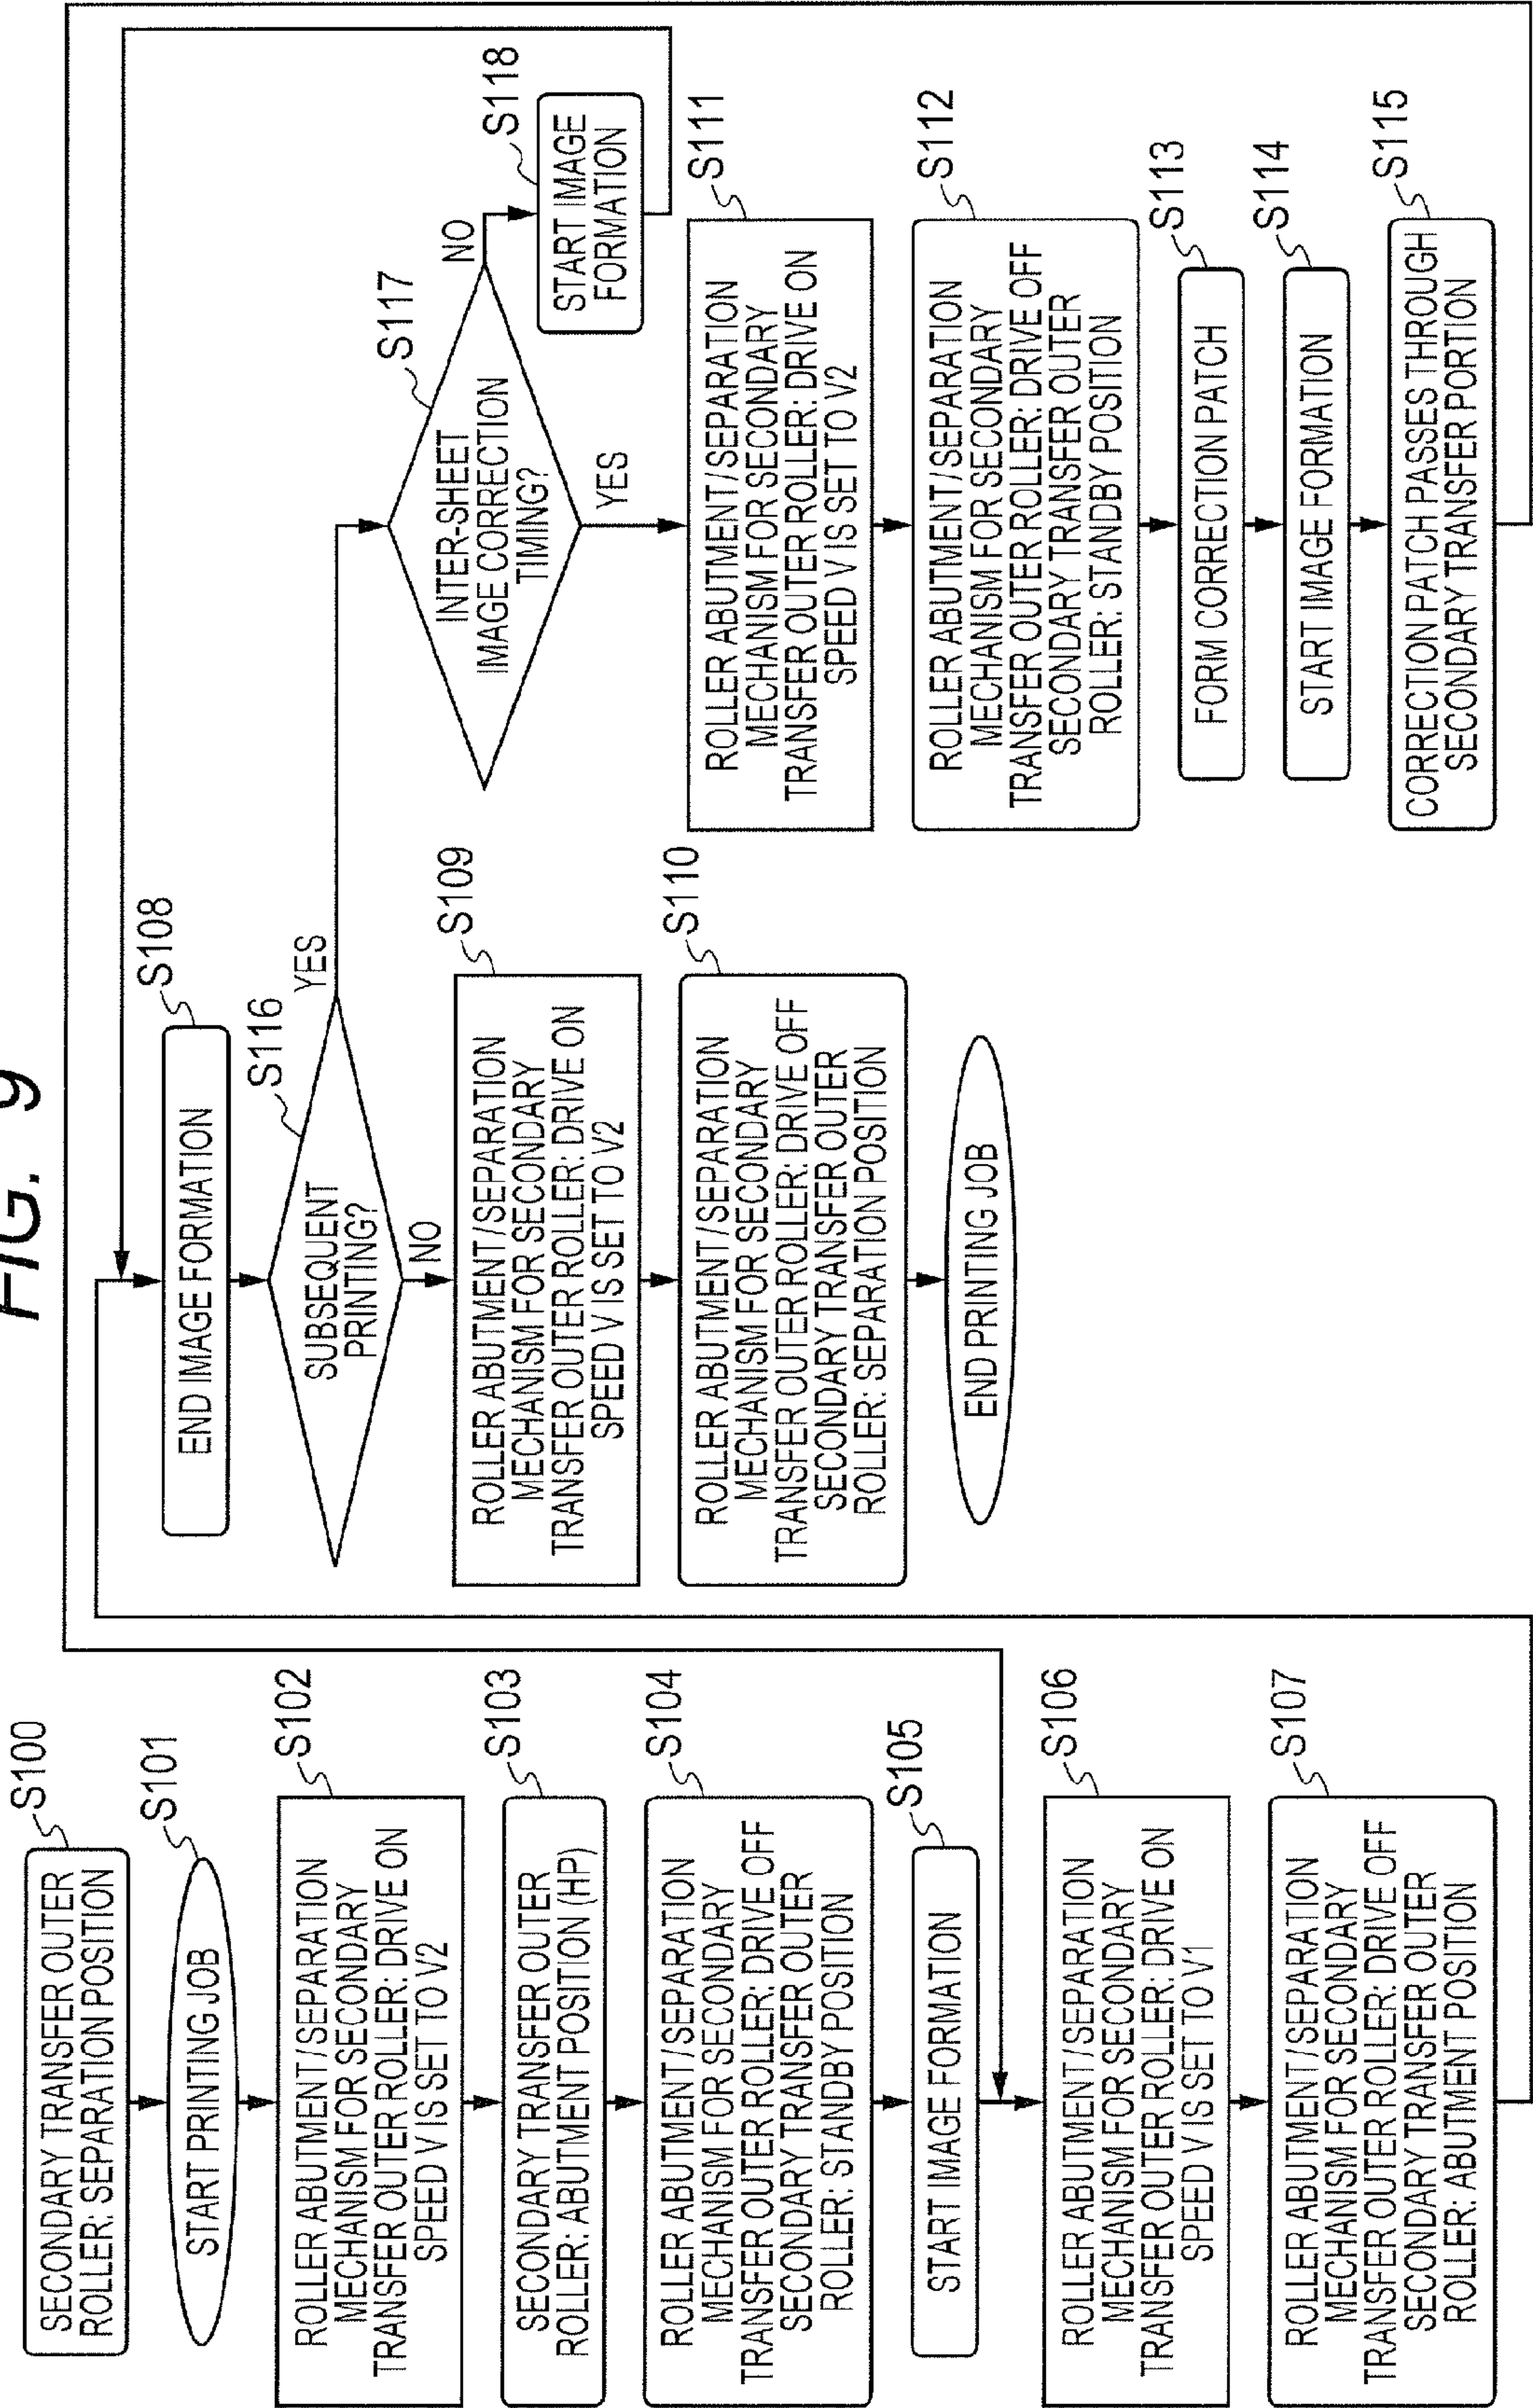 FIG. 9
S100
SECONDARY TRANSFER OUTER
ROLLER: SEPARATION POSITION
S101
START PRINTING JOB
S102
ROLLER ABUTMENT/SEPARATION
MECHANISM FOR SECONDARY
TRANSFER OUTER ROLLER: DRIVE ON
SPEED V IS SET TO V2
S103
SECONDARY TRANSFER OUTER
ROLLER: ABUTMENT POSITION (HP)
S104
ROLLER ABUTMENT/SEPARATION
MECHANISM FOR SECONDARY
TRANSFER OUTER ROLLER: DRIVE OFF
SECONDARY TRANSFER OUTER
ROLLER: STANDBY POSITION
S105
START IMAGE FORMATION
S106
ROLLER ABUTMENT/SEPARATION
MECHANISM FOR SECONDARY
TRANSFER OUTER ROLLER: DRIVE ON
SPEED V IS SET TO V1
S107
ROLLER ABUTMENT/SEPARATION
MECHANISM FOR SECONDARY
TRANSFER OUTER ROLLER: DRIVE OFF
SECONDARY TRANSFER OUTER
ROLLER: ABUTMENT POSITION
S108
END IMAGE FORMATION
S116
SUBSEQUENT
PRINTING?
YES
NO
S109
ROLLER ABUTMENT/SEPARATION
MECHANISM FOR SECONDARY
TRANSFER OUTER ROLLER: DRIVE ON
SPEED V IS SET TO V2
S110
ROLLER ABUTMENT/SEPARATION
MECHANISM FOR SECONDARY
TRANSFER OUTER ROLLER: DRIVE OFF
SECONDARY TRANSFER OUTER
ROLLER: SEPARATION POSITION
END PRINTING JOB
S117
INTER-SHEET
IMAGE CORRECTION
TIMING?
NO
YES
S118
START IMAGE
FORMATION
S111
ROLLER ABUTMENT/SEPARATION
MECHANISM FOR SECONDARY
TRANSFER OUTER ROLLER: DRIVE ON
SPEED V IS SET TO V2
S112
ROLLER ABUTMENT/SEPARATION
MECHANISM FOR SECONDARY
TRANSFER OUTER ROLLER: DRIVE OFF
SECONDARY TRANSFER OUTER
ROLLER: STANDBY POSITION
S113
FORM CORRECTION PATCH
S114
START IMAGE FORMATION
S115
CORRECTION PATCH PASSES THROUGH
SECONDARY TRANSFER PORTION